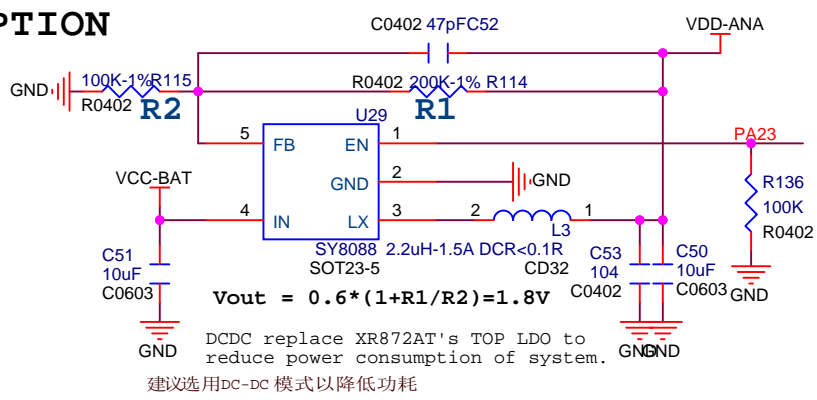 PTION
C0402 47pFC52
VDD-ANA
GND
100K-1%R115
R0402
R2
R0402 200K-1% R114
R1
U29
5
FB
EN
1
PA23
GND
2
GND
VCC-BAT
4
IN
LX
3
2
1
L3
R136
100K
R0402
SY8088
SOT23-5
2.2uH-1.5A DCR<0.1R
CD32
C51
10uF
C0603
C53
104
C0402
C50
10uF
C0603
GND
Vout = 0.6*(1+R1/R2)=1.8V
GND
DCDC replace XR872AT's TOP LDO to
reduce power consumption of system.
GND
GND
建议选用DC-DC 模式以降低功耗